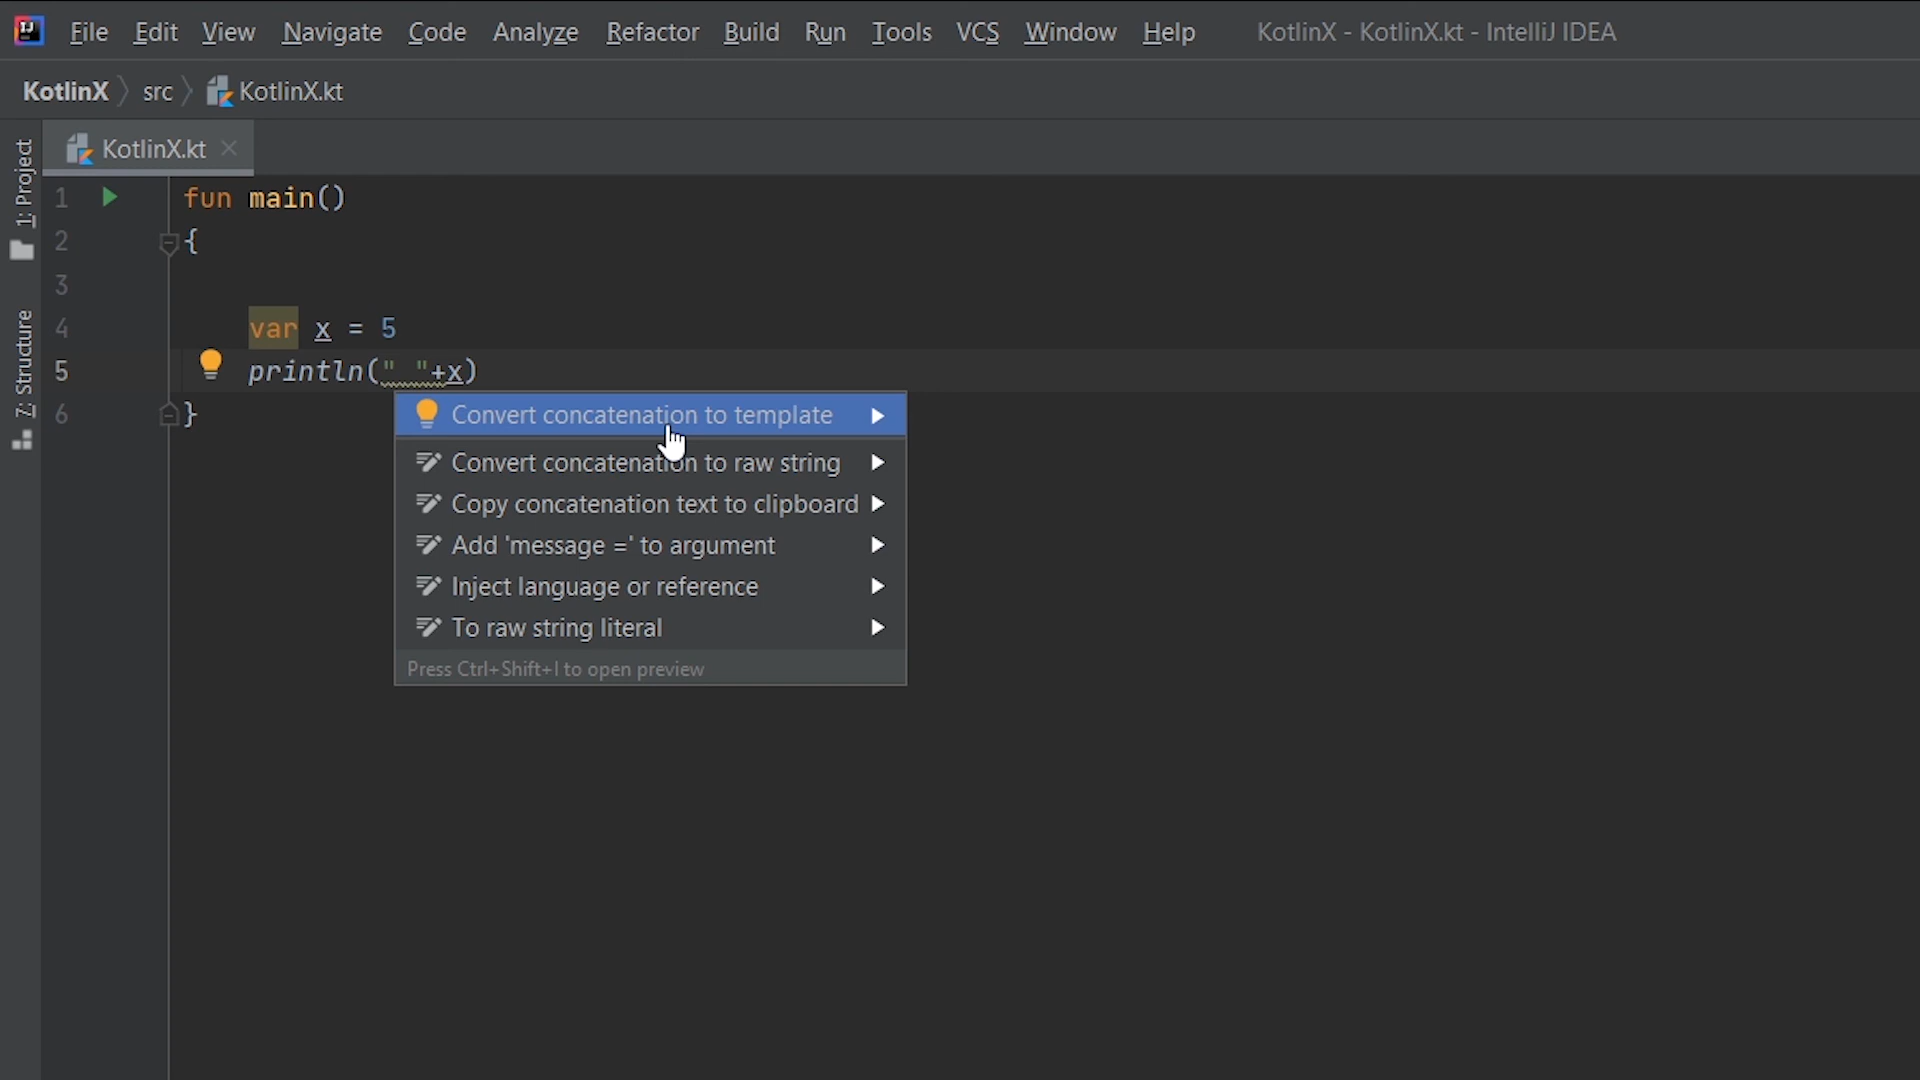 IJ File Edit View Navigate Code Analyze Refactor Build Run Tools VCS Window Help KotlinX - KotlinX.kt - IntelliJ IDEA
KotlinX src KotlinX.kt
KotlinX.kt
1: Project
7: Structure
1 fun main()
2 {
3
4 var x = 5
5 println(" "+x)
6 }
Convert concatenation to template
Convert concatenation to raw string
Copy concatenation text to clipboard
Add 'message =' to argument
Inject language or reference
To raw string literal
Press Ctrl+Shift+I to open preview